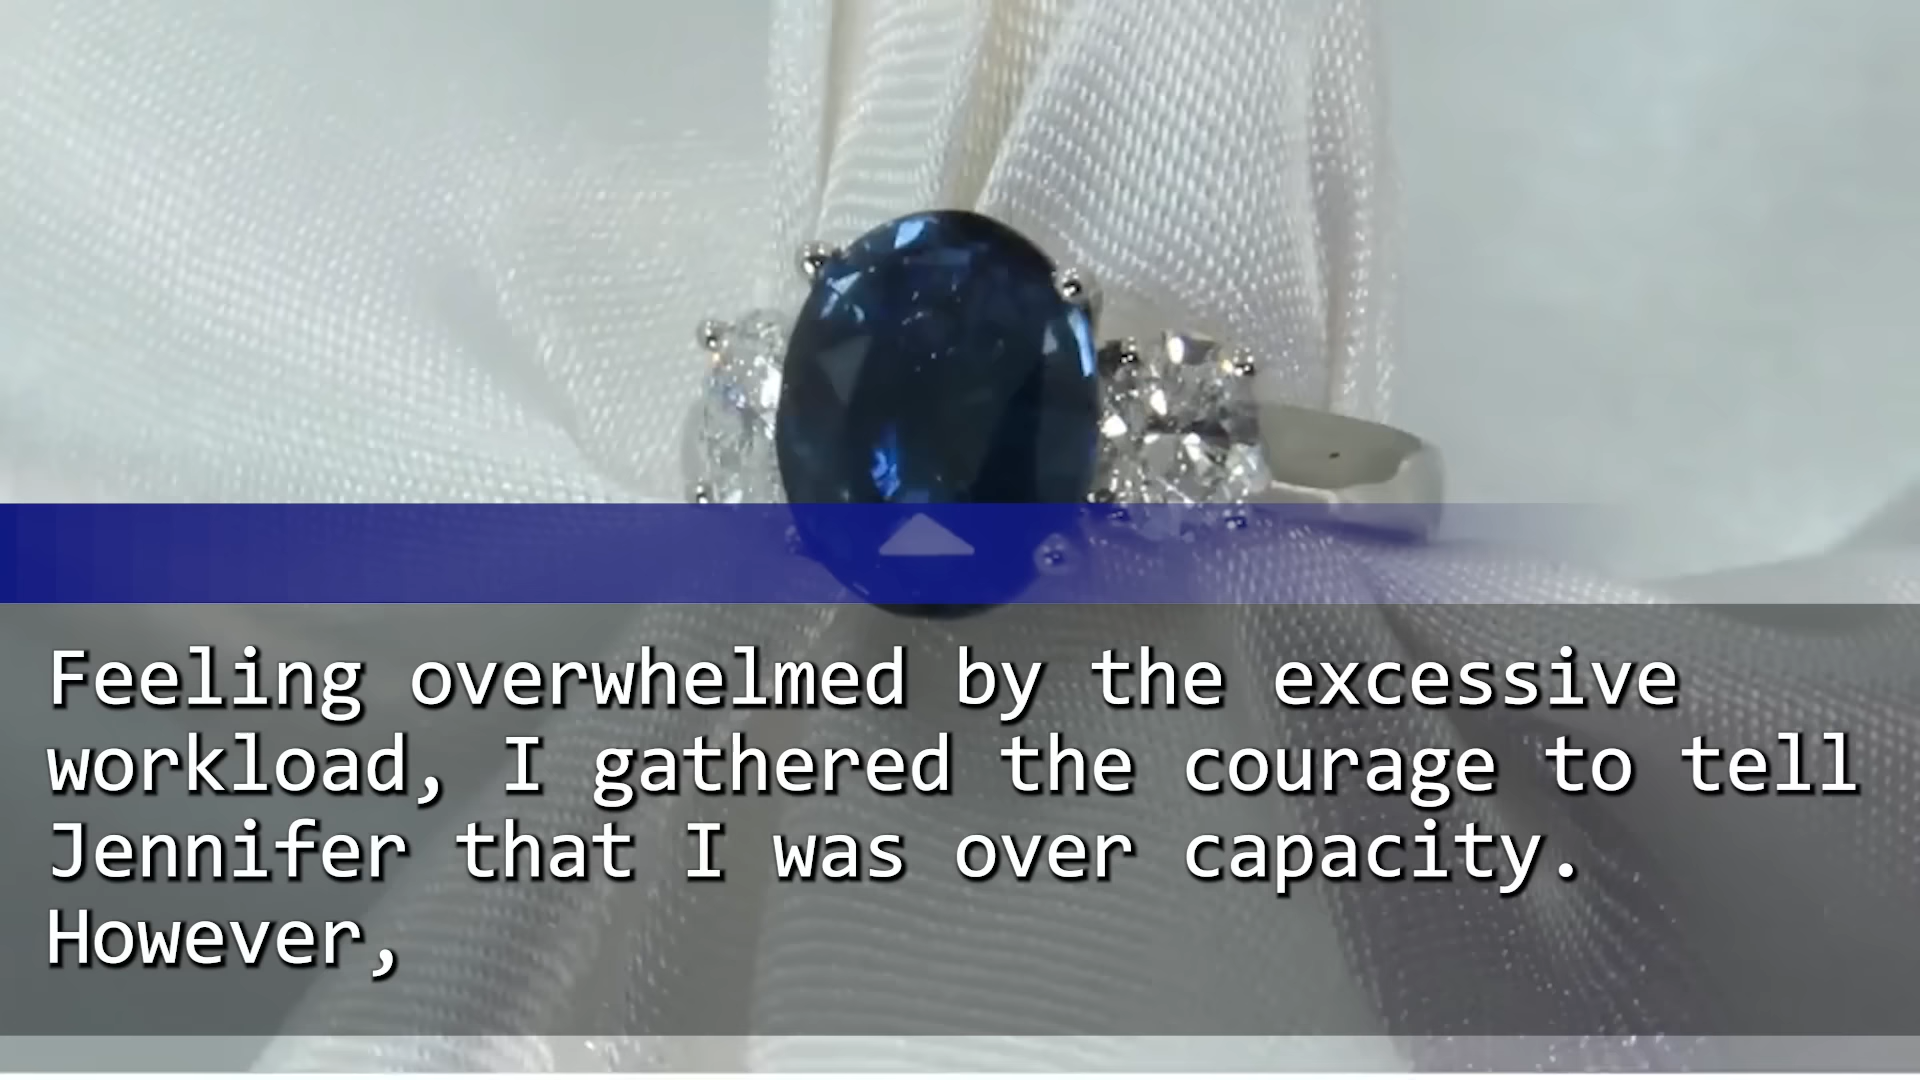 Feeling overwhelmed by the excessive
workload, I gathered the courage to tell
Jennifer that I was over capacity.
However,